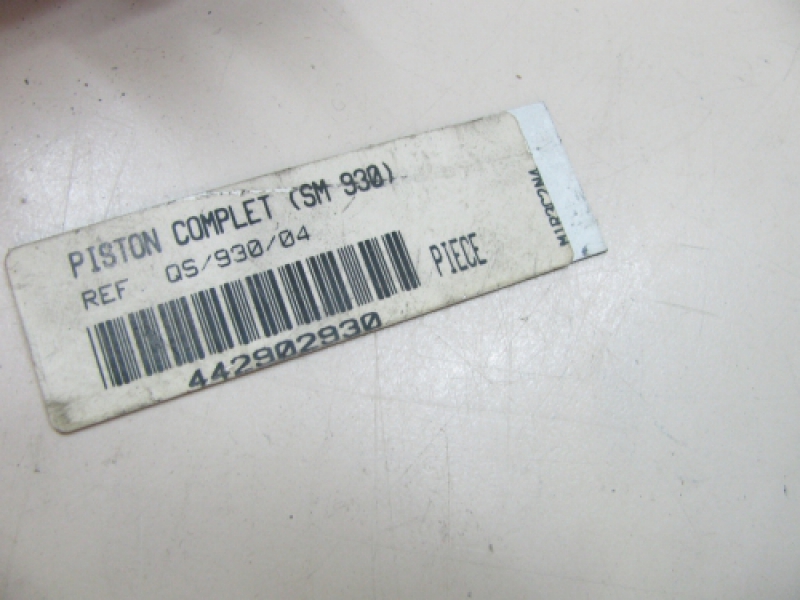 PISTON COMPLET (SM 930)
REF QS/930/04
PIECE
442902930